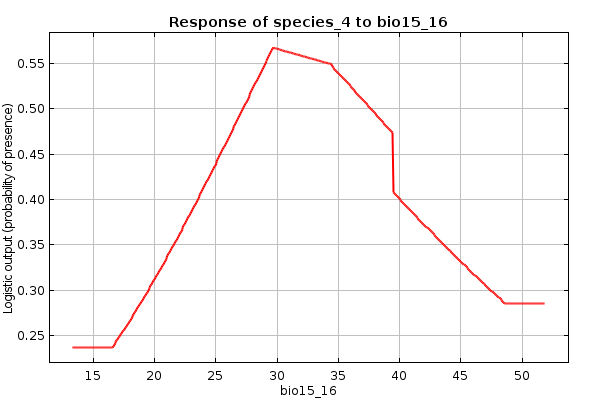 Response of species_4 to bio15_16
Logistic output (probability of presence)
0.55
0.50
0.45
0.40
0.35
0.30
0.25
15 20 25 30 35 40 45 50
bio15_16